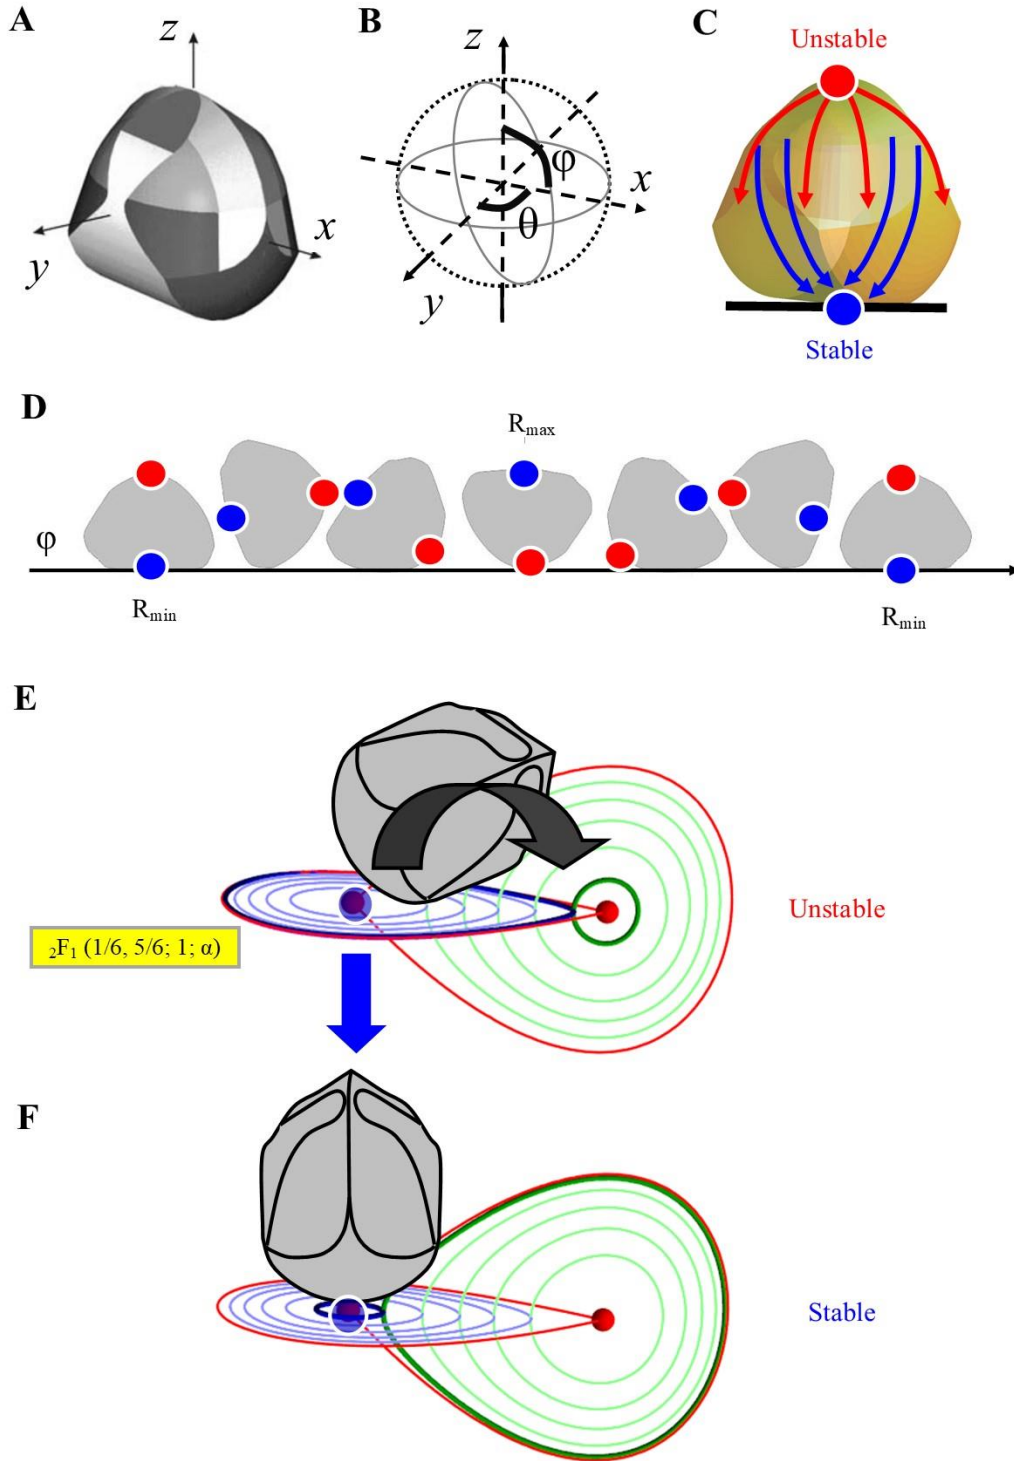 A
z
y
x
B
z
φ
x
θ
y
C
Unstable
Stable
D
R_max
φ
R_min
R_min
E
Unstable
₂F₁ (1/6, 5/6; 1; α)
F
Stable